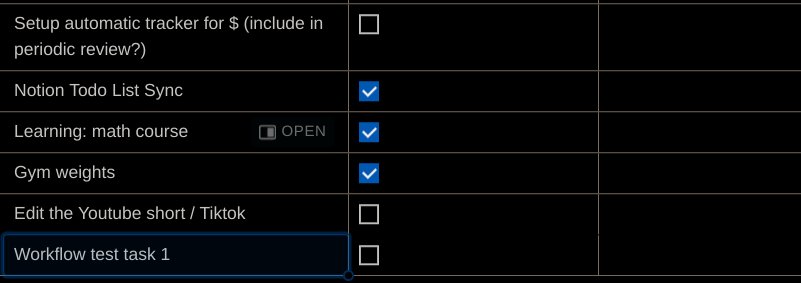 Setup automatic tracker for $ (include in
periodic review?)
Notion Todo List Sync
Learning: math course OPEN
Gym weights
Edit the Youtube short / Tiktok
Workflow test task 1